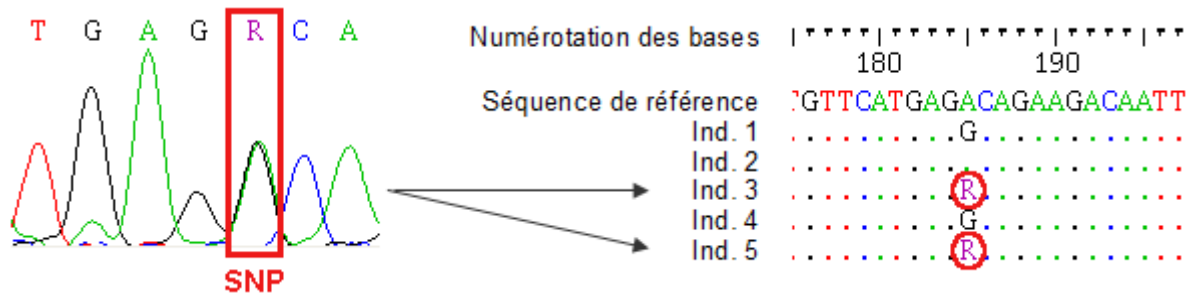 T G A G R C A
SNP
Numérotation des bases
180 190
Séquence de référence TGTTCATGAGACAGAAGACAATT
Ind. 1 G
Ind. 2
Ind. 3 R
Ind. 4 G
Ind. 5 R